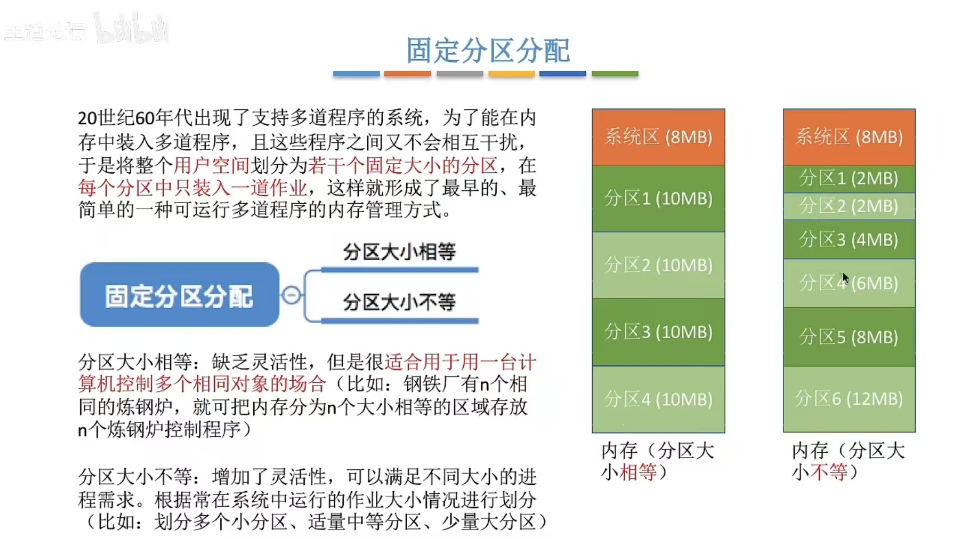 bilibili
固定分区分配
20世纪60年代出现了支持多道程序的系统，为了能在内
存中装入多道程序，且这些程序之间又不会相互干扰，
于是将整个用户空间划分为若干个固定大小的分区，在
每个分区中只装入一道作业，这样就形成了最早的、最
简单的一种可运行多道程序的内存管理方式。
固定分区分配
分区大小相等
分区大小不等
分区大小相等：缺乏灵活性，但是很适合用于用一台计
算机控制多个相同对象的场合（比如：钢铁厂有n个相
同的炼钢炉，就可把内存分为n个大小相等的区域存放
n个炼钢炉控制程序）
分区大小不等：增加了灵活性，可以满足不同大小的进
程需求。根据常在系统中运行的作业大小情况进行划分
（比如：划分多个小分区、适量中等分区、少量大分区）
系统区 (8MB)
分区1 (10MB)
分区2 (10MB)
分区3 (10MB)
分区4 (10MB)
内存（分区大
小相等）
系统区 (8MB)
分区1 (2MB)
分区2 (2MB)
分区3 (4MB)
分区4 (6MB)
分区5 (8MB)
分区6 (12MB)
内存（分区大
小不等）